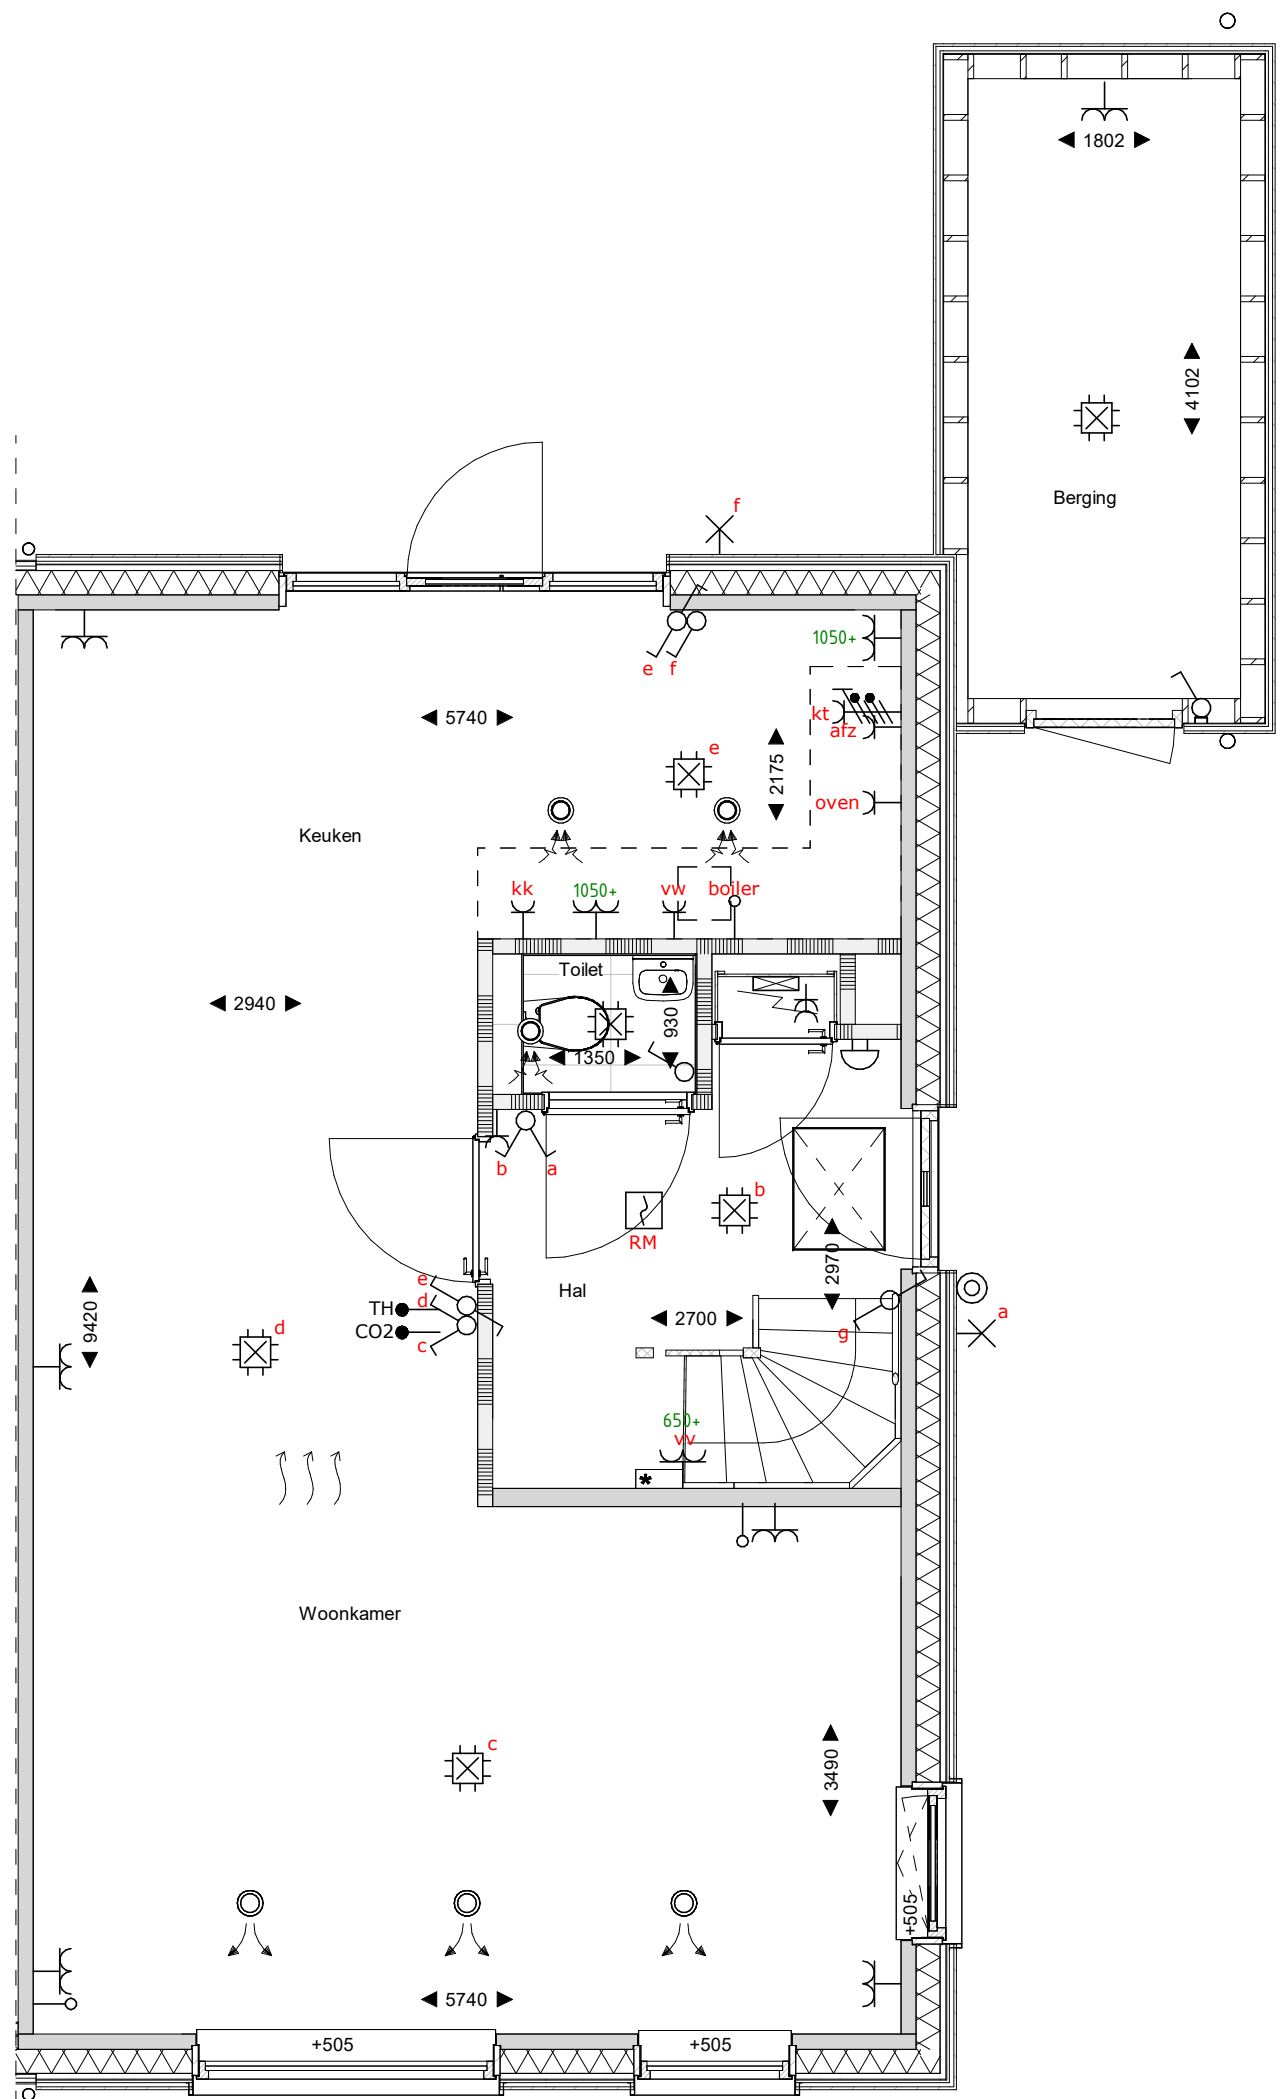 1802
4102
Berging
f
1050+
e f
5740
kt
afz
e
2175
oven
Keuken
kk
1050+
vw
boiler
Toilet
2940
930
1350
b
a
b
RM
2970
Hal
e
TH
d
CO2
c
9420
d
2700
g
a
650+
vv
*
Woonkamer
c
3490
+505
5740
+505
+505